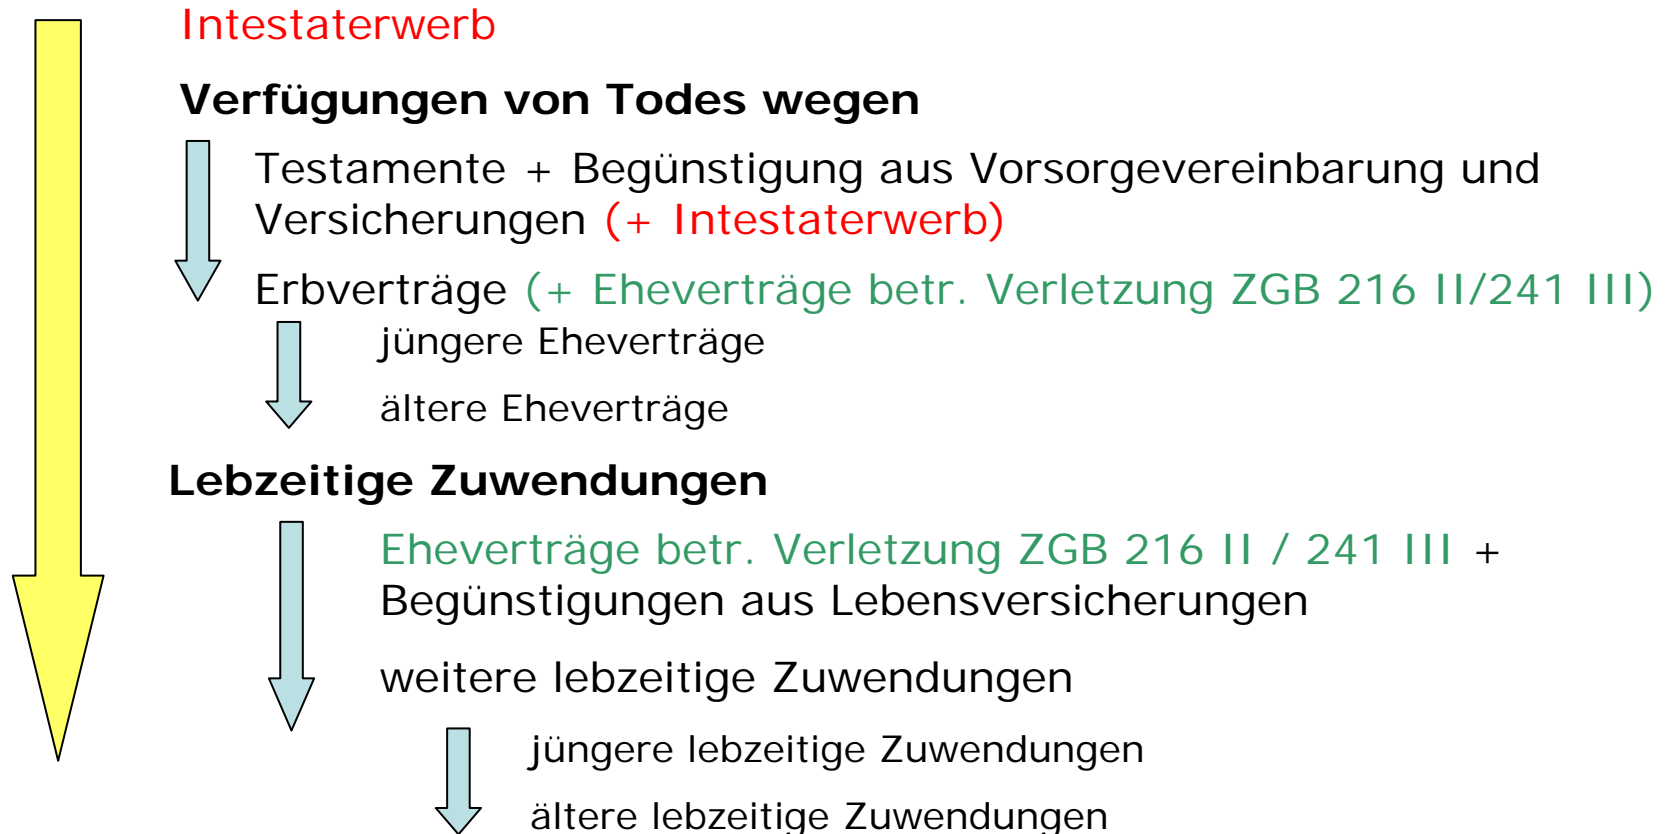 Intestaterwerb
Verfügungen von Todes wegen
Testamente + Begünstigung aus Vorsorgevereinbarung und
Versicherungen (+ Intestaterwerb)
Erbverträge (+ Eheverträge betr. Verletzung ZGB 216 II/241 III)
jüngere Eheverträge
ältere Eheverträge
Lebzeitige Zuwendungen
Eheverträge betr. Verletzung ZGB 216 II / 241 III +
Begünstigungen aus Lebensversicherungen
weitere lebzeitige Zuwendungen
jüngere lebzeitige Zuwendungen
ältere lebzeitige Zuwendungen